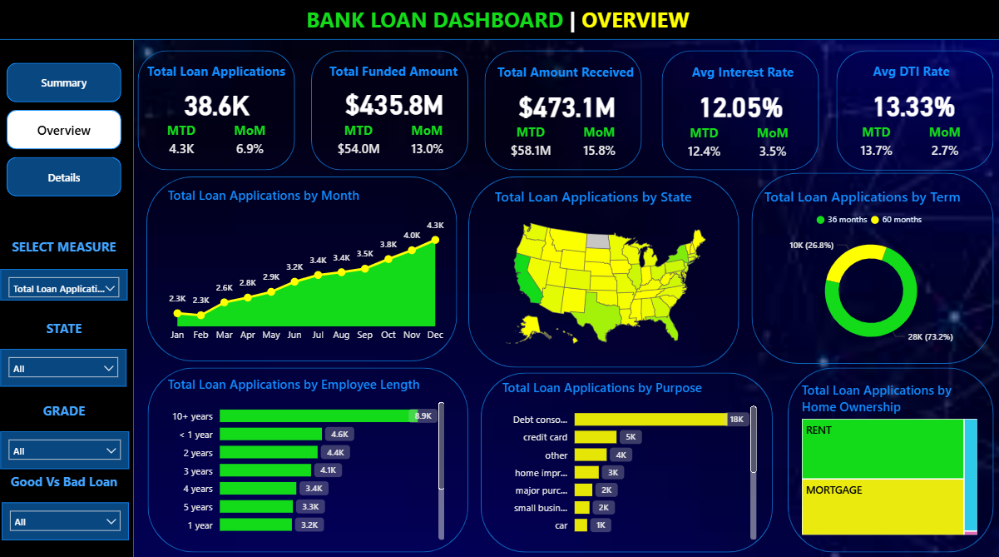 BANK LOAN DASHBOARD | OVERVIEW
Summary
Overview
Details
SELECT MEASURE
Total Loan Applicati...
STATE
All
GRADE
All
Good Vs Bad Loan
All
Total Loan Applications
38.6K
MTD MoM
4.3K 6.9%
Total Funded Amount
$435.8M
MTD MoM
$54.0M 13.0%
Total Amount Received
$473.1M
MTD MoM
$58.1M 15.8%
Avg Interest Rate
12.05%
MTD MoM
12.4% 3.5%
Avg DTI Rate
13.33%
MTD MoM
13.7% 2.7%
Total Loan Applications by Month
2.3K 2.3K 2.6K 2.8K 2.9K 3.2K 3.4K 3.4K 3.5K 3.8K 4.0K 4.3K
Jan Feb Mar Apr May Jun Jul Aug Sep Oct Nov Dec
Total Loan Applications by State
Total Loan Applications by Term
36 months 60 months
10K (26.8%)
28K (73.2%)
Total Loan Applications by Employee Length
10+ years 8.9K
< 1 year 4.6K
2 years 4.4K
3 years 4.1K
4 years 3.4K
5 years 3.3K
1 year 3.2K
Total Loan Applications by Purpose
Debt conso... 18K
credit card 5K
other 4K
home impr... 3K
major purc... 2K
small busin... 2K
car 1K
Total Loan Applications by
Home Ownership
RENT
MORTGAGE